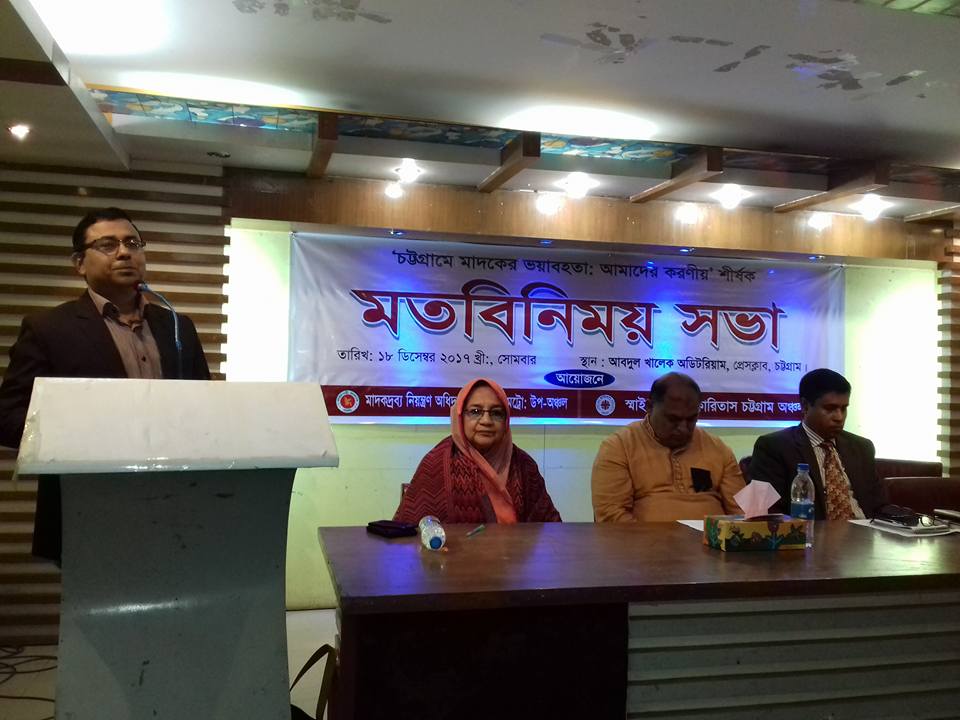 'চট্টগ্রামে মাদকের ভয়াবহতা: আমাদের করণীয়' শীর্ষক
মতবিনিময় সভা
তারিখ: ১৮ ডিসেম্বর ২০১৭ খ্রী:, সোমবার স্থান : আবদুল খালেক অডিটরিয়াম, প্রেসক্লাব, চট্টগ্রাম।
আয়োজনে
মাদকদ্রব্য নিয়ন্ত্রণ অধিদ মেট্রো: উপ-অঞ্চল স্মাই কারিতাস চট্টগ্রাম অঞ্চল